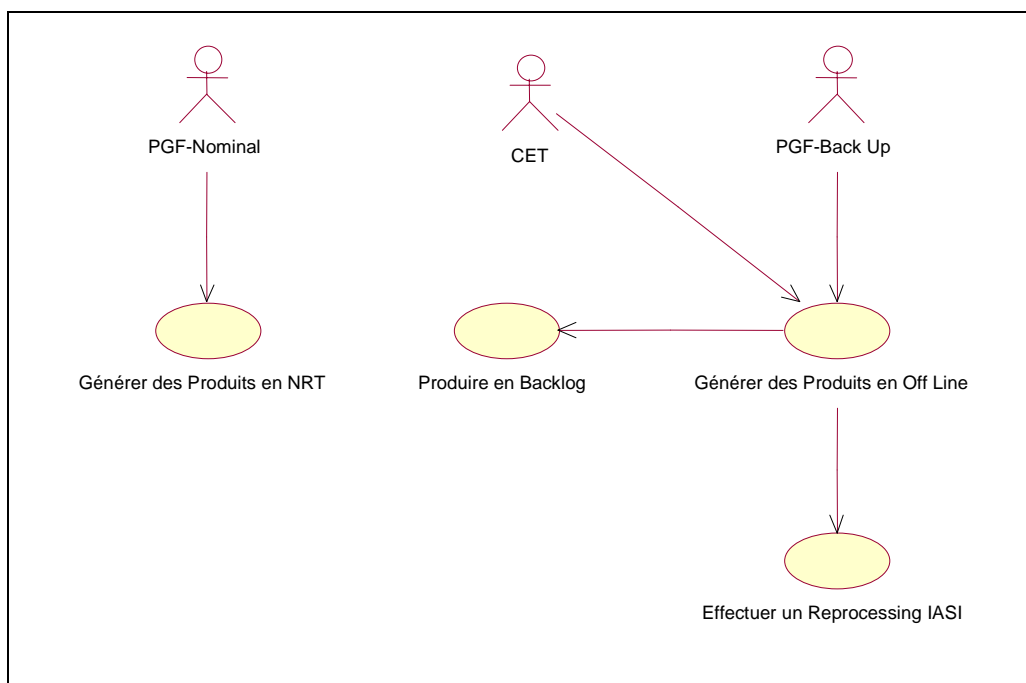 PGF-Nominal
CET
PGF-Back Up
Générer des Produits en NRT
Produire en Backlog
Générer des Produits en Off Line
Effectuer un Reprocessing IASI